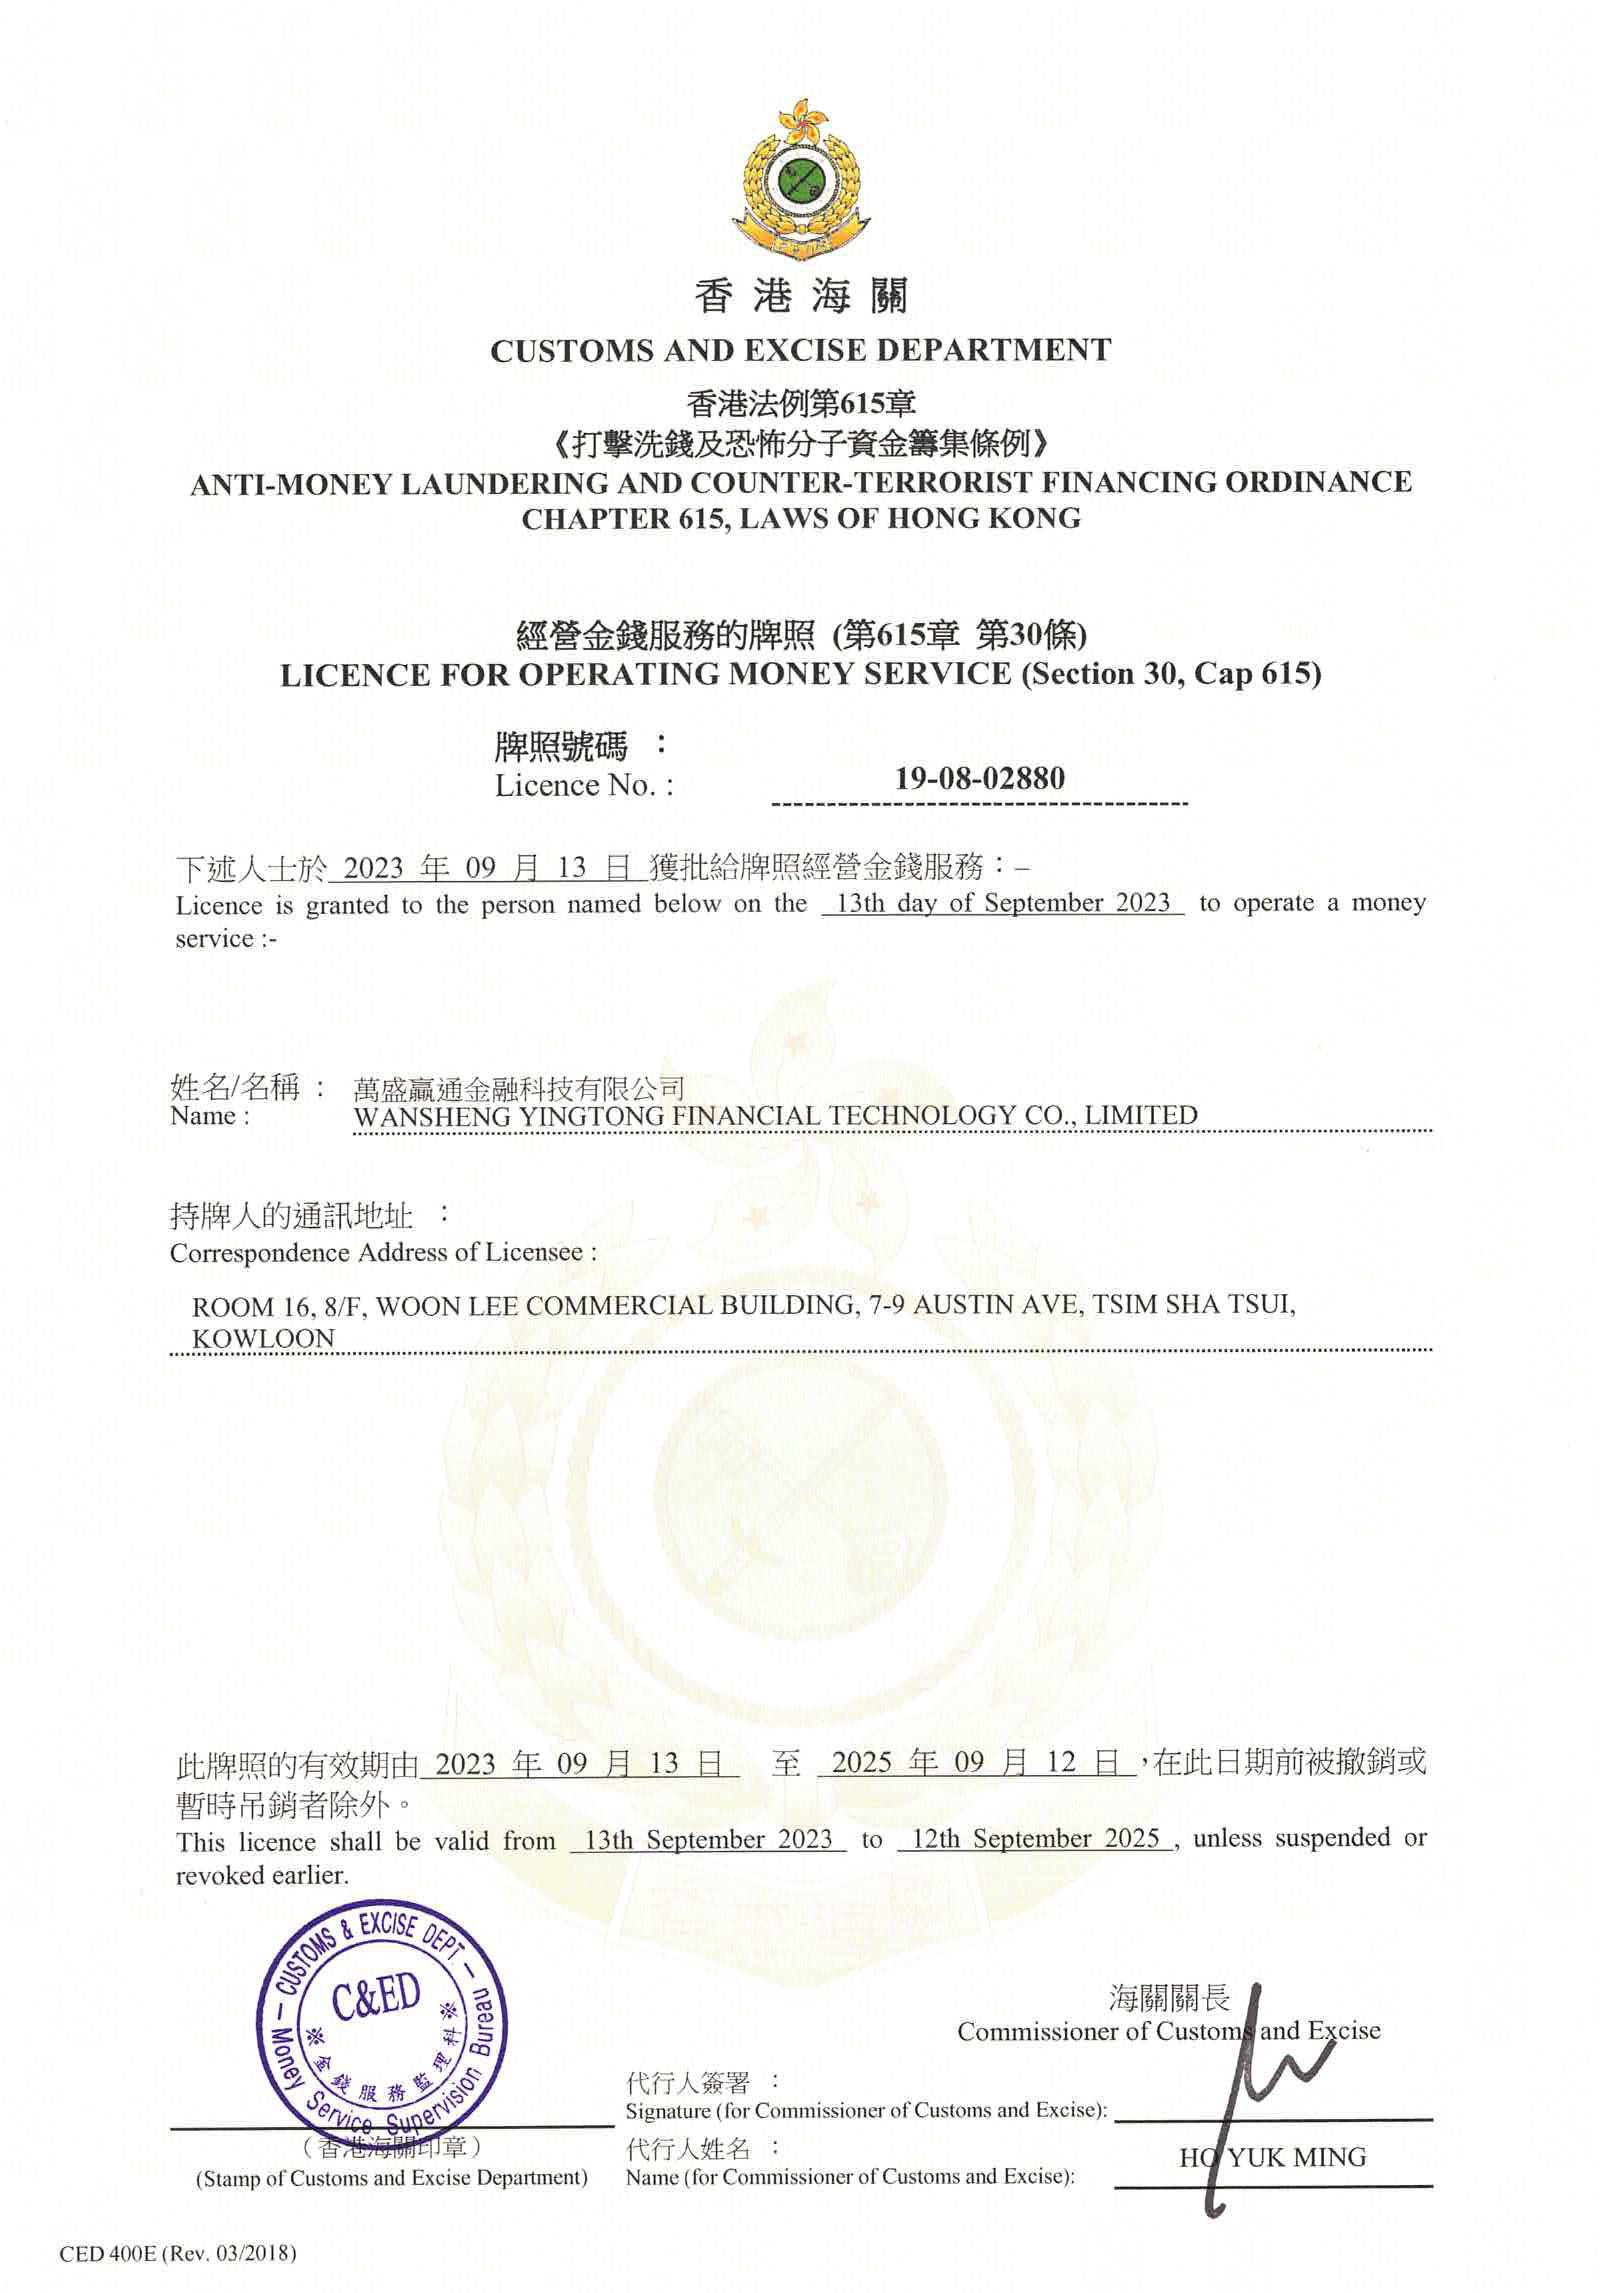 香港海關
CUSTOMS AND EXCISE DEPARTMENT
香港法例第615章
《打擊洗錢及恐怖分子資金籌集條例》
ANTI-MONEY LAUNDERING AND COUNTER-TERRORIST FINANCING ORDINANCE
CHAPTER 615, LAWS OF HONG KONG
經營金錢服務的牌照 (第615章 第30條)
LICENCE FOR OPERATING MONEY SERVICE (Section 30, Cap 615)
牌照號碼 :
Licence No. : 19-08-02880
下述人士於 2023 年 09 月 13 日 獲批給牌照經營金錢服務：–
Licence is granted to the person named below on the 13th day of September 2023 to operate a money
service :-
姓名/名稱 : 萬盛贏通金融科技有限公司
Name : WANSHENG YINGTONG FINANCIAL TECHNOLOGY CO., LIMITED
持牌人的通訊地址 :
Correspondence Address of Licensee :
ROOM 16, 8/F, WOON LEE COMMERCIAL BUILDING, 7-9 AUSTIN AVE, TSIM SHA TSUI,
KOWLOON
此牌照的有效期由 2023 年 09 月 13 日 至 2025 年 09 月 12 日 ,在此日期前被撤銷或
暫時吊銷者除外。
This licence shall be valid from 13th September 2023 to 12th September 2025 , unless suspended or
revoked earlier.
CUSTOMS & EXCISE DEPT.
C&ED
※金錢服務監理科※
Money Service Supervision Bureau
海關關長
Commissioner of Customs and Excise
代行人簽署 :
Signature (for Commissioner of Customs and Excise):
（香港海關印章）
(Stamp of Customs and Excise Department)
代行人姓名 :
Name (for Commissioner of Customs and Excise): HO YUK MING
CED 400E (Rev. 03/2018)